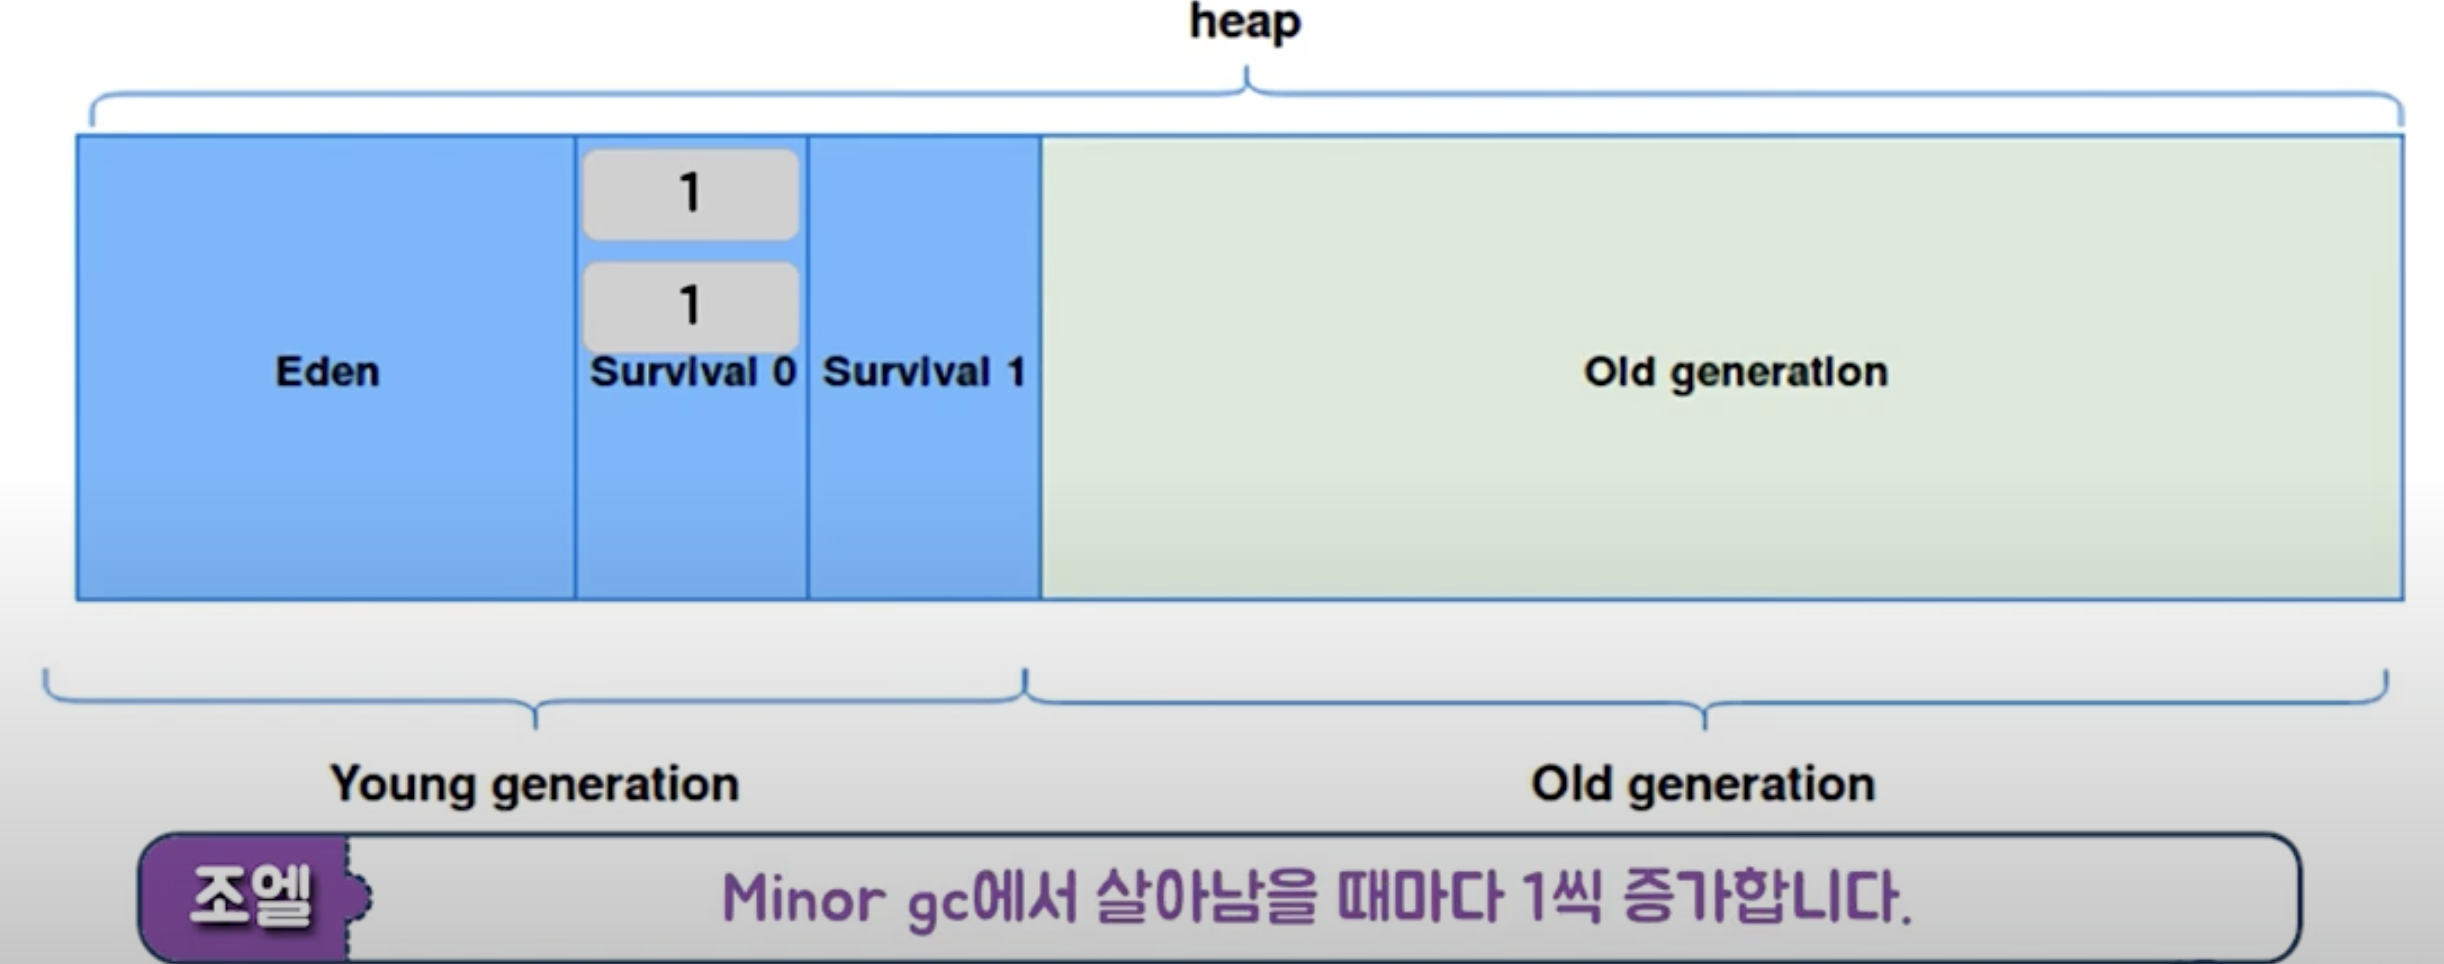 heap
1
1
Eden
Survival 0
Survival 1
Old generation
Young generation
Old generation
조엘
Minor gc에서 살아남을 때마다 1씩 증가합니다.